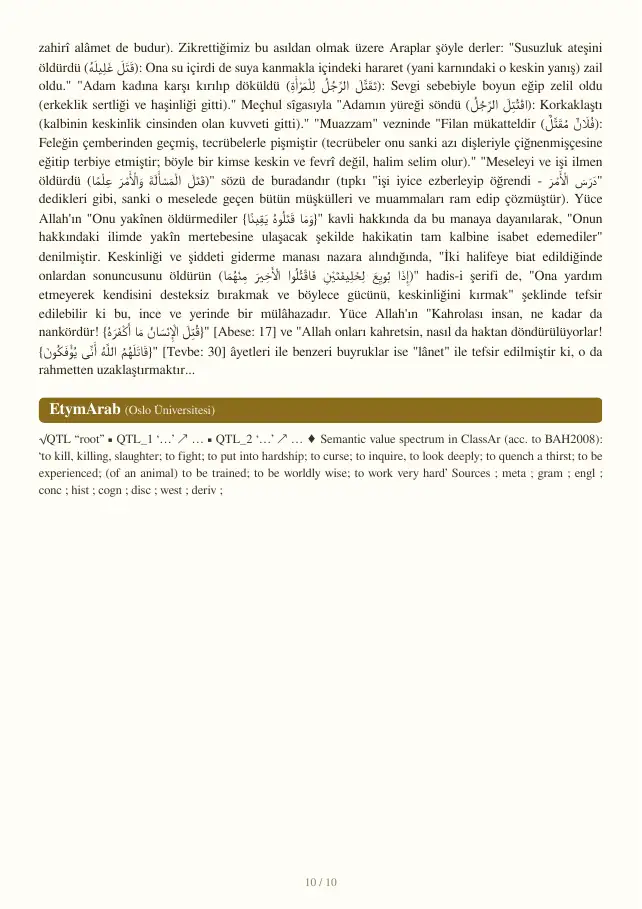 zahirî alâmet de budur). Zikrettiğimiz bu asıldan olmak üzere Araplar şöyle derler: "Susuzluk ateşini
öldürdü (قَتَلَ غَلِيلَهُ): Ona su içirdi de suya kanmakla içindeki hararet (yani karnındaki o keskin yanış) zail
oldu." "Adam kadına karşı kırılıp döküldü (تَقَتَّلَ الرَّجُلُ لِلْمَرْأَةِ): Sevgi sebebiyle boyun eğip zelil oldu
(erkeklik sertliği ve haşinliği gitti)." Meçhul sîgasıyla "Adamın yüreği söndü (اقْتُتِلَ الرَّجُلُ): Korkaklaştı
(kalbinin keskinlik cinsinden olan kuvveti gitti)." "Muazzam" vezninde "Filan mükatteldir (فُلَانٌ مُقَتَّلٌ):
Feleğin çemberinden geçmiş, tecrübelerle pişmiştir (tecrübeler onu sanki azı dişleriyle çiğnenmişçesine
eğitip terbiye etmiştir; böyle bir kimse keskin ve fevrî değil, halim selim olur)." "Meseleyi ve işi ilmen
öldürdü (قَتَلَ الْمَسْأَلَةَ وَالْأَمْرَ عِلْمًا)" sözü de buradandır (tıpkı "işi iyice ezberleyip öğrendi - دَرَسَ الْأَمْرَ"
dedikleri gibi, sanki o meselede geçen bütün müşkülleri ve muammaları ram edip çözmüştür). Yüce
Allah'ın "Onu yakînen öldürmediler {وَمَا قَتَلُوهُ يَقِينًا}" kavli hakkında da bu manaya dayanılarak, "Onun
hakkındaki ilimde yakîn mertebesine ulaşacak şekilde hakikatin tam kalbine isabet edemediler"
denilmiştir. Keskinliği ve şiddeti giderme manası nazara alındığında, "İki halifeye biat edildiğinde
onlardan sonuncusunu öldürün (إِذَا بُويِعَ لِخَلِيفَتَيْنِ فَاقْتُلُوا الْأَخِيرَ مِنْهُمَا)" hadis-i şerifi de, "Ona yardım
etmeyerek kendisini desteksiz bırakmak ve böylece gücünü, keskinliğini kırmak" şeklinde tefsir
edilebilir ki bu, ince ve yerinde bir mülâhazadır. Yüce Allah'ın "Kahrolası insan, ne kadar da
nankördür! {قُتِلَ الْإِنْسَانُ مَا أَكْفَرَهُ}" [Abese: 17] ve "Allah onları kahretsin, nasıl da haktan döndürülüyorlar!
{قَاتَلَهُمُ اللَّهُ أَنَّى يُؤْفَكُونَ}" [Tevbe: 30] âyetleri ile benzeri buyruklar ise "lânet" ile tefsir edilmiştir ki, o da
rahmetten uzaklaştırmaktır...
EtymArab (Oslo Üniversitesi)
√QTL “root” ▪ QTL_1 ‘…’ ↗ … ▪ QTL_2 ‘…’ ↗ … ♦ Semantic value spectrum in ClassAr (acc. to BAH2008):
‘to kill, killing, slaughter; to fight; to put into hardship; to curse; to inquire, to look deeply; to quench a thirst; to be
experienced; (of an animal) to be trained; to be worldly wise; to work very hard’ Sources ; meta ; gram ; engl ;
conc ; hist ; cogn ; disc ; west ; deriv ;
10 / 10